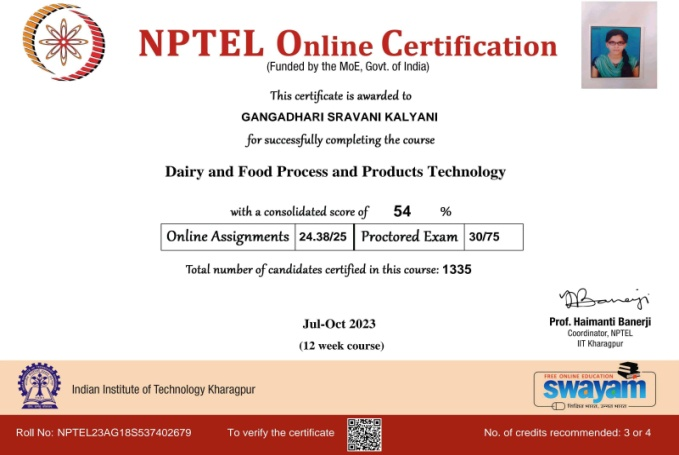 NPTEL Online Certification
(Funded by the MoE, Govt. of India)
This certificate is awarded to
GANGADHARI SRAVANI KALYANI
for successfully completing the course
Dairy and Food Process and Products Technology
with a consolidated score of 54 %
Online Assignments 24.38/25 Proctored Exam 30/75
Total number of candidates certified in this course: 1335
Jul-Oct 2023
(12 week course)
Prof. Haimanti Banerji
Coordinator, NPTEL
IIT Kharagpur
Indian Institute of Technology Kharagpur
FREE ONLINE EDUCATION
swayam
शिक्षित भारत, उन्नत भारत
Roll No: NPTEL23AG18S537402679 To verify the certificate No. of credits recommended: 3 or 4